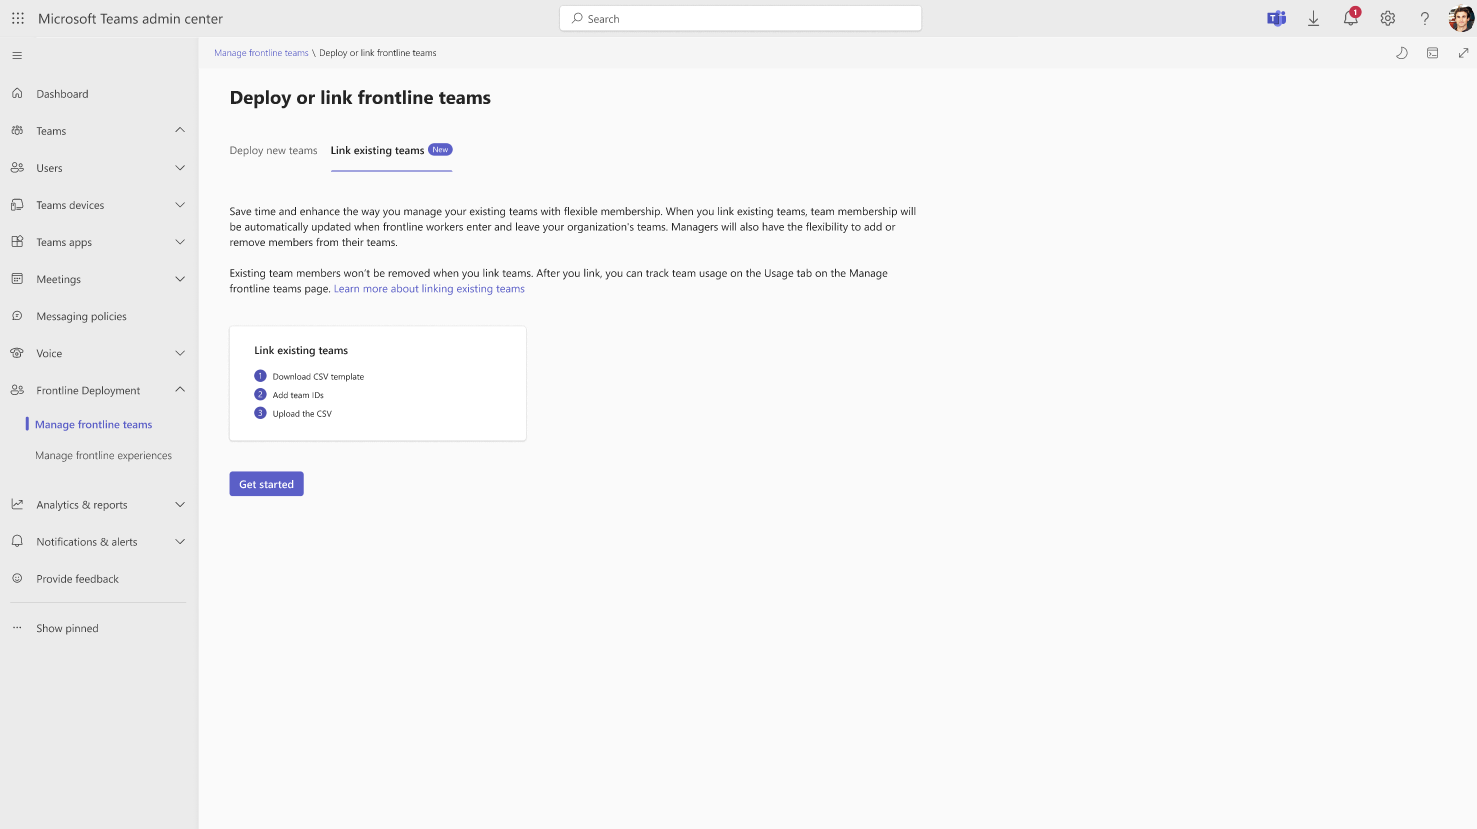 Microsoft Teams admin center
Search
1
Manage frontline teams \ Deploy or link frontline teams
Dashboard
Teams
Users
Teams devices
Teams apps
Meetings
Messaging policies
Voice
Frontline Deployment
Manage frontline teams
Manage frontline experiences
Analytics & reports
Notifications & alerts
Provide feedback
Show pinned
Deploy or link frontline teams
Deploy new teams
Link existing teams New
Save time and enhance the way you manage your existing teams with flexible membership. When you link existing teams, team membership will
be automatically updated when frontline workers enter and leave your organization's teams. Managers will also have the flexibility to add or
remove members from their teams.
Existing team members won't be removed when you link teams. After you link, you can track team usage on the Usage tab on the Manage
frontline teams page. Learn more about linking existing teams
Link existing teams
1 Download CSV template
2 Add team IDs
3 Upload the CSV
Get started